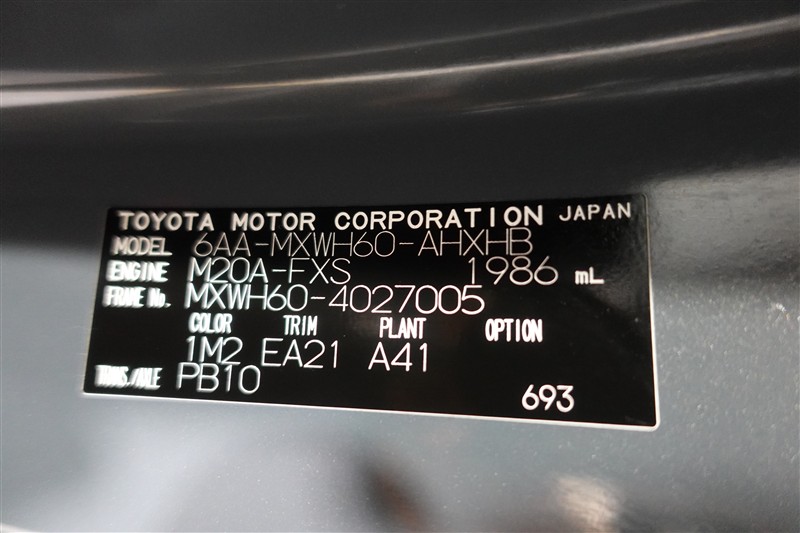 TOYOTA MOTOR CORPORATION JAPAN
MODEL 6AA-MXWH60-AHXHB
ENGINE M20A-FXS 1986 mL
FRAME No. MXWH60-4027005
COLOR TRIM PLANT OPTION
1M2 EA21 A41
TRANS./AXLE PB10
693